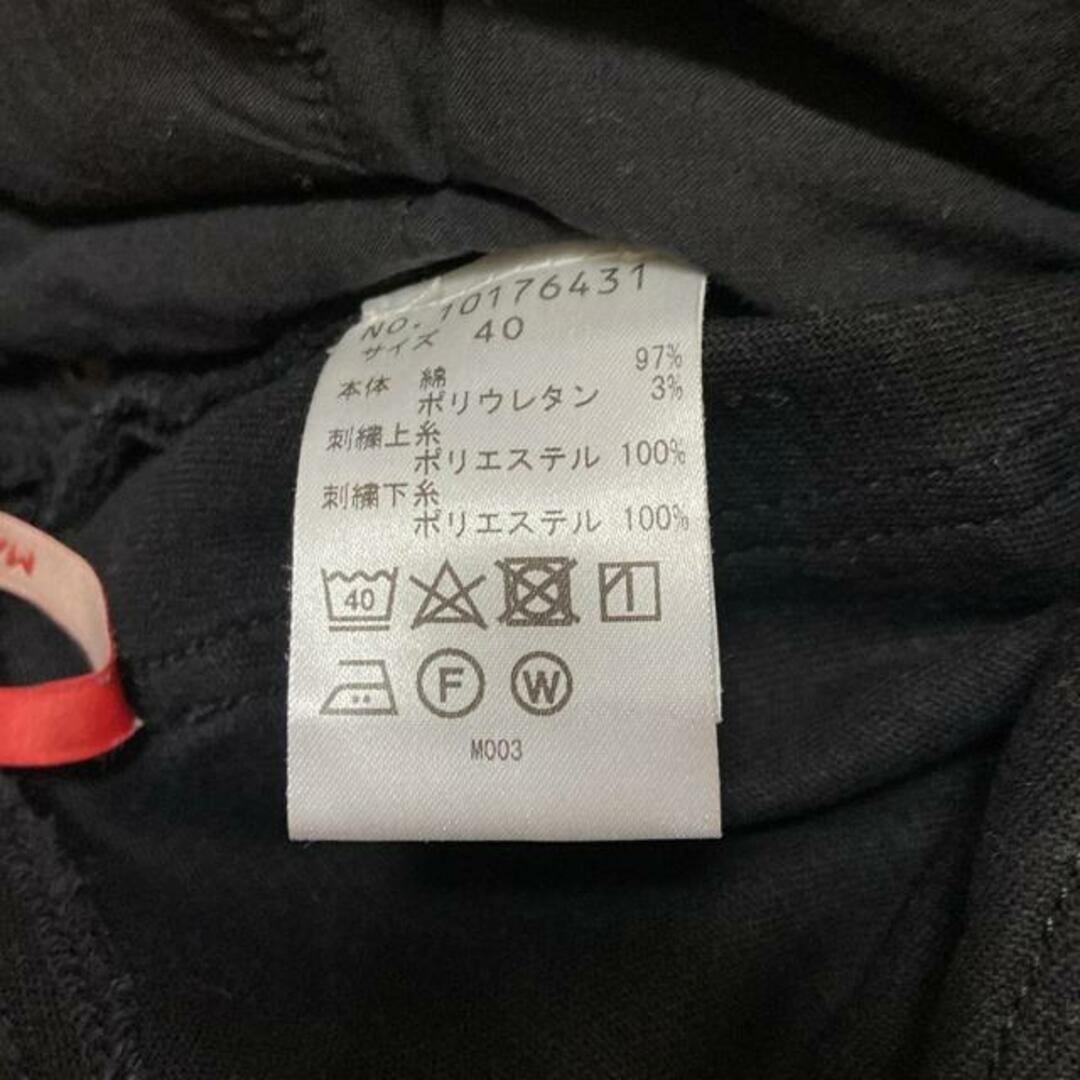 NO. 10176431
サイズ 40
本体 綿 97%
ポリウレタン 3%
刺繍上糸
ポリエステル 100%
刺繍下糸
ポリエステル 100%
40
F W
M003